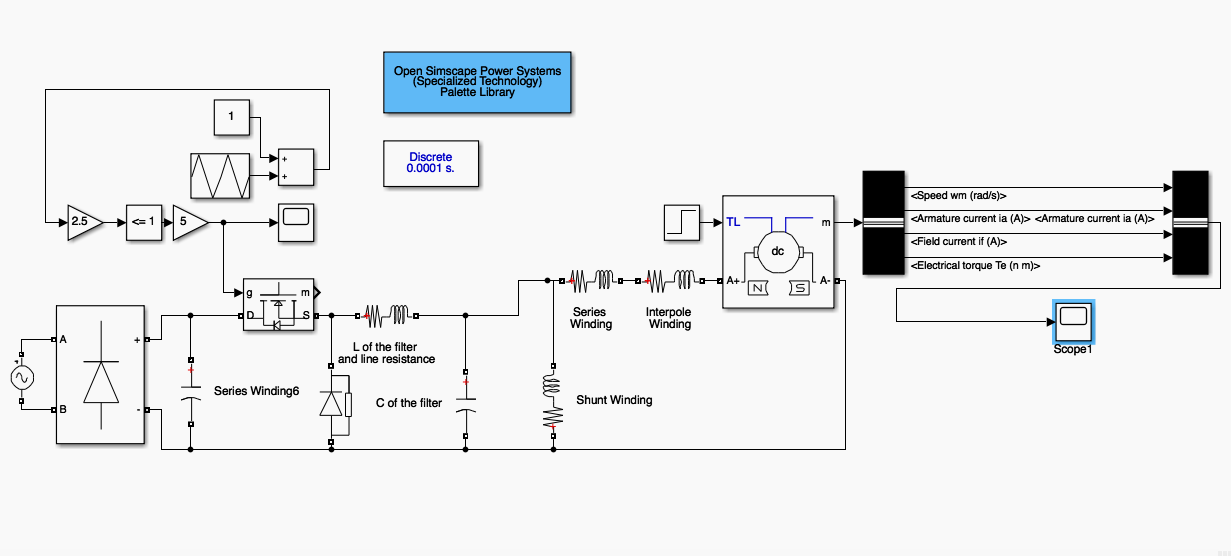 Open Simscape Power Systems
(Specialized Technology)
Palette Library
1
+
+
Discrete
0.0001 s.
2.5
<= 1
5
TL
m
dc
A+
A-
N
S
<Speed wm (rad/s)>
<Armature current ia (A)> <Armature current ia (A)>
<Field current if (A)>
<Electrical torque Te (n m)>
g
m
D
S
Series
Winding
Interpole
Winding
Scope1
A
+
B
-
L of the filter
and line resistance
Series Winding6
C of the filter
Shunt Winding